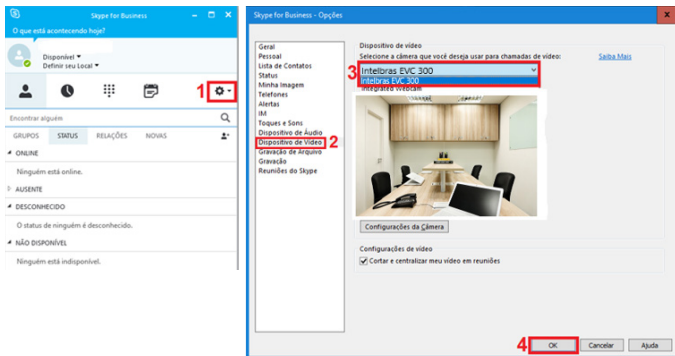 Skype for Business
O que está acontecendo hoje?
Disponível
Definir seu Local
1
Encontrar alguém
GRUPOS STATUS RELAÇÕES NOVAS
ONLINE
Ninguém está online.
AUSENTE
DESCONHECIDO
O status de ninguém é desconhecido.
NÃO DISPONÍVEL
Ninguém está indisponível.
Skype for Business - Opções
Geral
Pessoal
Lista de Contatos
Status
Minha Imagem
Telefones
Alertas
IM
Toques e Sons
Dispositivo de Áudio
Dispositivo de Vídeo 2
Gravação de Arquivo
Gravação
Reuniões do Skype
Dispositivo de vídeo
Selecione a câmera que você deseja usar para chamadas de vídeo: Saiba Mais
3 Intelbras EVC 300
Intelbras EVC 300
Integrated Webcam
Configurações da Câmera
Configurações de vídeo
Cortar e centralizar meu vídeo em reuniões
4 OK Cancelar Ajuda